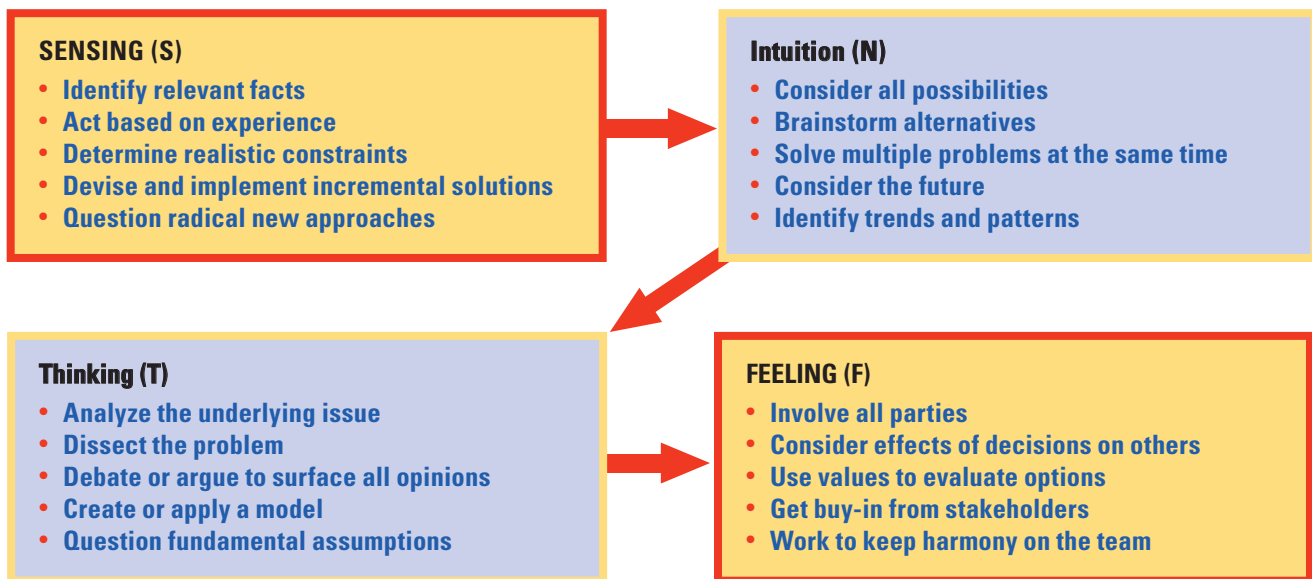 SENSING (S)
• Identify relevant facts
• Act based on experience
• Determine realistic constraints
• Devise and implement incremental solutions
• Question radical new approaches
Intuition (N)
• Consider all possibilities
• Brainstorm alternatives
• Solve multiple problems at the same time
• Consider the future
• Identify trends and patterns
Thinking (T)
• Analyze the underlying issue
• Dissect the problem
• Debate or argue to surface all opinions
• Create or apply a model
• Question fundamental assumptions
FEELING (F)
• Involve all parties
• Consider effects of decisions on others
• Use values to evaluate options
• Get buy-in from stakeholders
• Work to keep harmony on the team